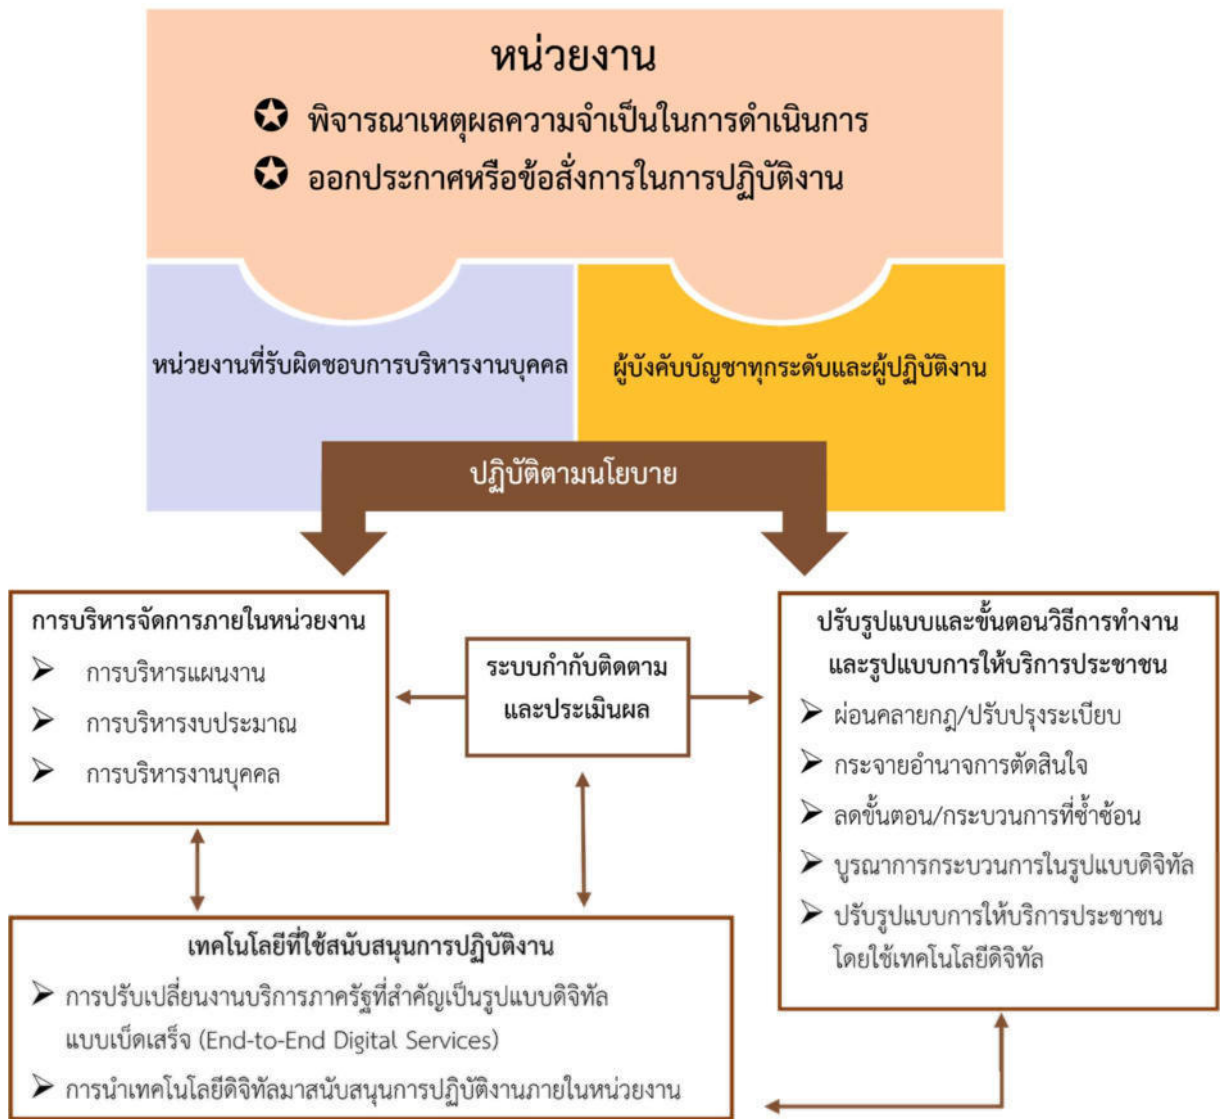 หน่วยงาน
พิจารณาเหตุผลความจำเป็นในการดำเนินการ
ออกประกาศหรือข้อสั่งการในการปฏิบัติงาน
หน่วยงานที่รับผิดชอบการบริหารงานบุคคล
ผู้บังคับบัญชาทุกระดับและผู้ปฏิบัติงาน
ปฏิบัติตามนโยบาย
การบริหารจัดการภายในหน่วยงาน
การบริหารแผนงาน
การบริหารงบประมาณ
การบริหารงานบุคคล
ระบบกำกับติดตาม
และประเมินผล
ปรับรูปแบบและขั้นตอนวิธีการทำงาน
และรูปแบบการให้บริการประชาชน
ผ่อนคลายกฎ/ปรับปรุงระเบียบ
กระจายอำนาจการตัดสินใจ
ลดขั้นตอน/กระบวนการที่ซ้ำซ้อน
บูรณาการกระบวนการในรูปแบบดิจิทัล
ปรับรูปแบบการให้บริการประชาชน
โดยใช้เทคโนโลยีดิจิทัล
เทคโนโลยีที่ใช้สนับสนุนการปฏิบัติงาน
การปรับเปลี่ยนงานบริการภาครัฐที่สำคัญเป็นรูปแบบดิจิทัล
แบบเบ็ดเสร็จ (End-to-End Digital Services)
การนำเทคโนโลยีดิจิทัลมาสนับสนุนการปฏิบัติงานภายในหน่วยงาน